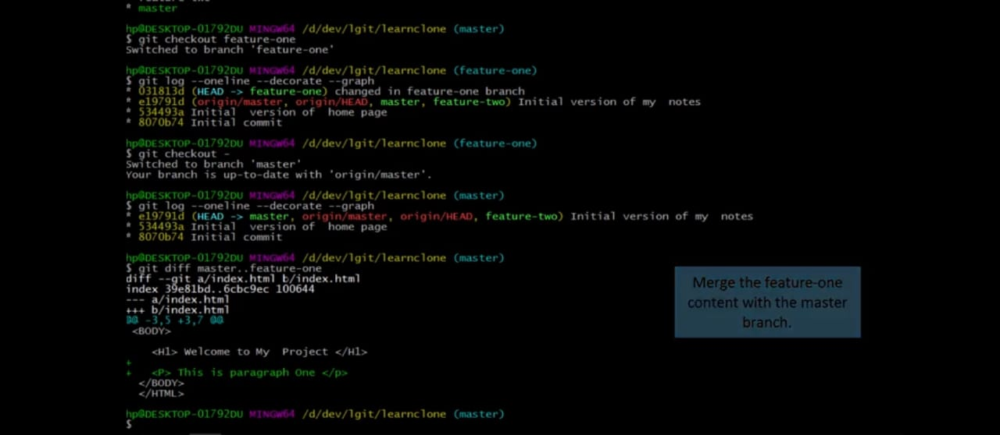 * master
hp@DESKTOP-01792DU MINGW64 /d/dev/lgit/learnclone (master)
$ git checkout feature-one
Switched to branch 'feature-one'
hp@DESKTOP-01792DU MINGW64 /d/dev/lgit/learnclone (feature-one)
$ git log --oneline --decorate --graph
* 031813d (HEAD -> feature-one) changed in feature-one branch
* e19791d (origin/master, origin/HEAD, master, feature-two) Initial version of my  notes
* 534493a Initial  version of  home page
* 8070b74 Initial commit
hp@DESKTOP-01792DU MINGW64 /d/dev/lgit/learnclone (feature-one)
$ git checkout -
Switched to branch 'master'
Your branch is up-to-date with 'origin/master'.
hp@DESKTOP-01792DU MINGW64 /d/dev/lgit/learnclone (master)
$ git log --oneline --decorate --graph
* e19791d (HEAD -> master, origin/master, origin/HEAD, feature-two) Initial version of my  notes
* 534493a Initial  version of  home page
* 8070b74 Initial commit
hp@DESKTOP-01792DU MINGW64 /d/dev/lgit/learnclone (master)
$ git diff master..feature-one
diff --git a/index.html b/index.html
index 39e81bd..6cbc9ec 100644
--- a/index.html
+++ b/index.html
@@ -3,5 +3,7 @@
<BODY>
<H1> Welcome to My  Project </H1>
+
+   <P> This is paragraph One </p>
</BODY>
</HTML>
hp@DESKTOP-01792DU MINGW64 /d/dev/lgit/learnclone (master)
$
Merge the feature-one
content with the master
branch.